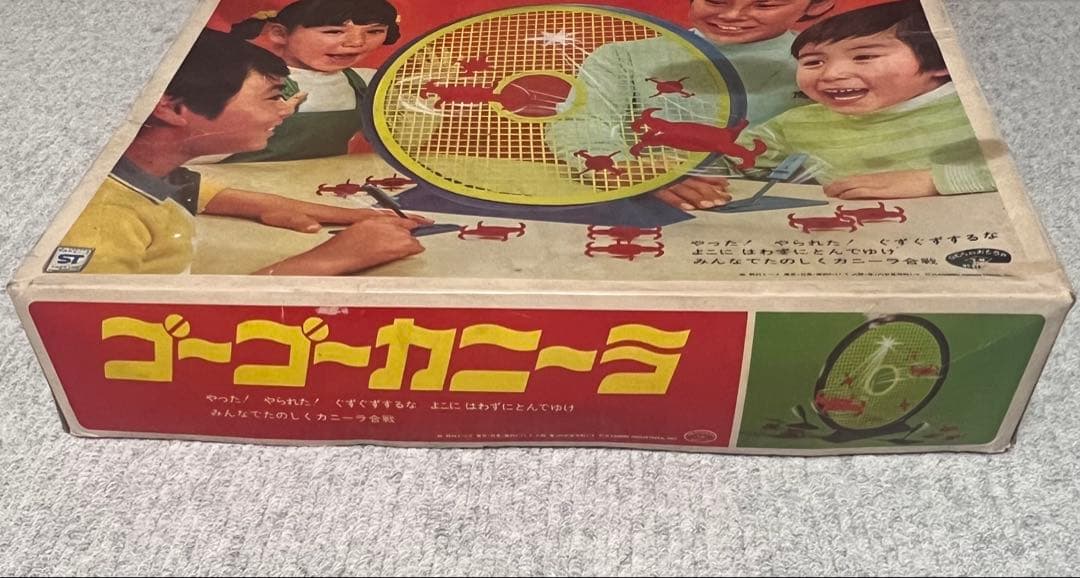 やった! やられた! ぐずぐずするな
よこに はわずにとんでゆけ
みんなでたのしくカニーラ合戦
ST
ゴーゴーカニーラ
やった! やられた! ぐずぐずするな よこに はわずにとんでゆけ
みんなでたのしくカニーラ合戦